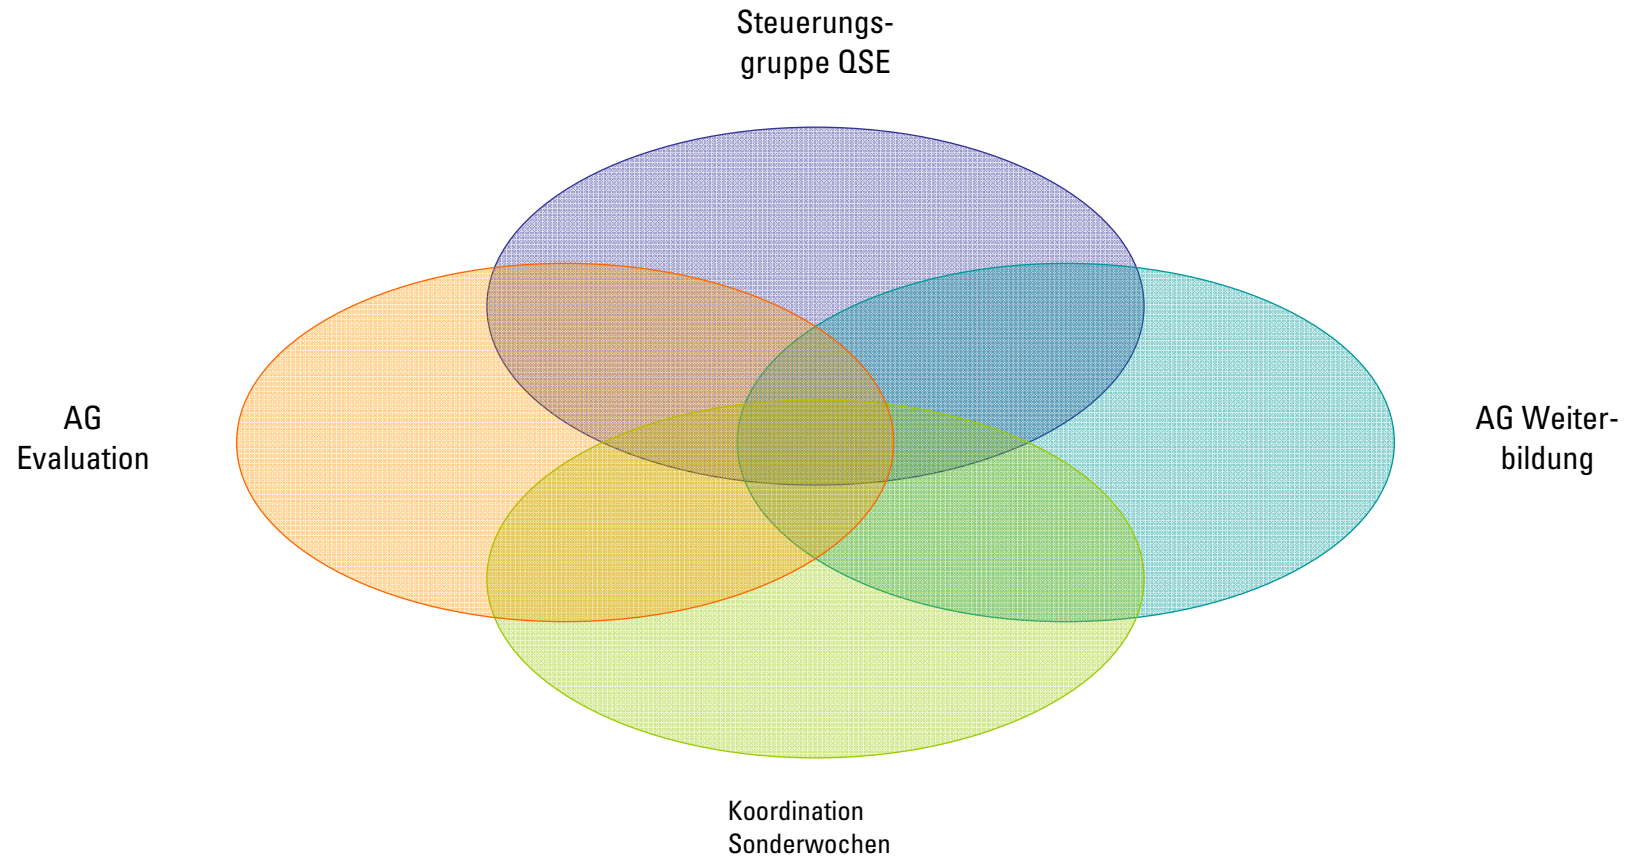 Steuerungs-
gruppe QSE
AG
Evaluation
AG Weiter-
bildung
Koordination
Sonderwochen